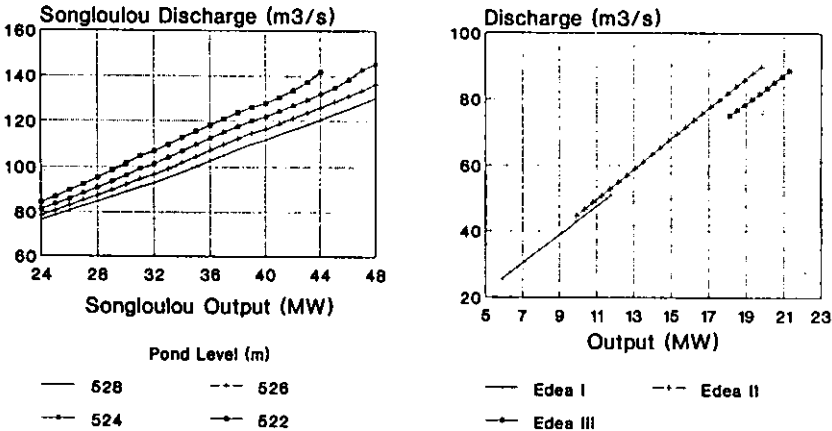 Songloulou Discharge (m3/s)
160
140
120
100
80
60
24 28 32 36 40 44 48
Songloulou Output (MW)
Pond Level (m)
528 526
524 522
Discharge (m3/s)
100
80
60
40
20
5 7 9 11 13 15 17 19 21 23
Output (MW)
Edea I Edea II
Edea III